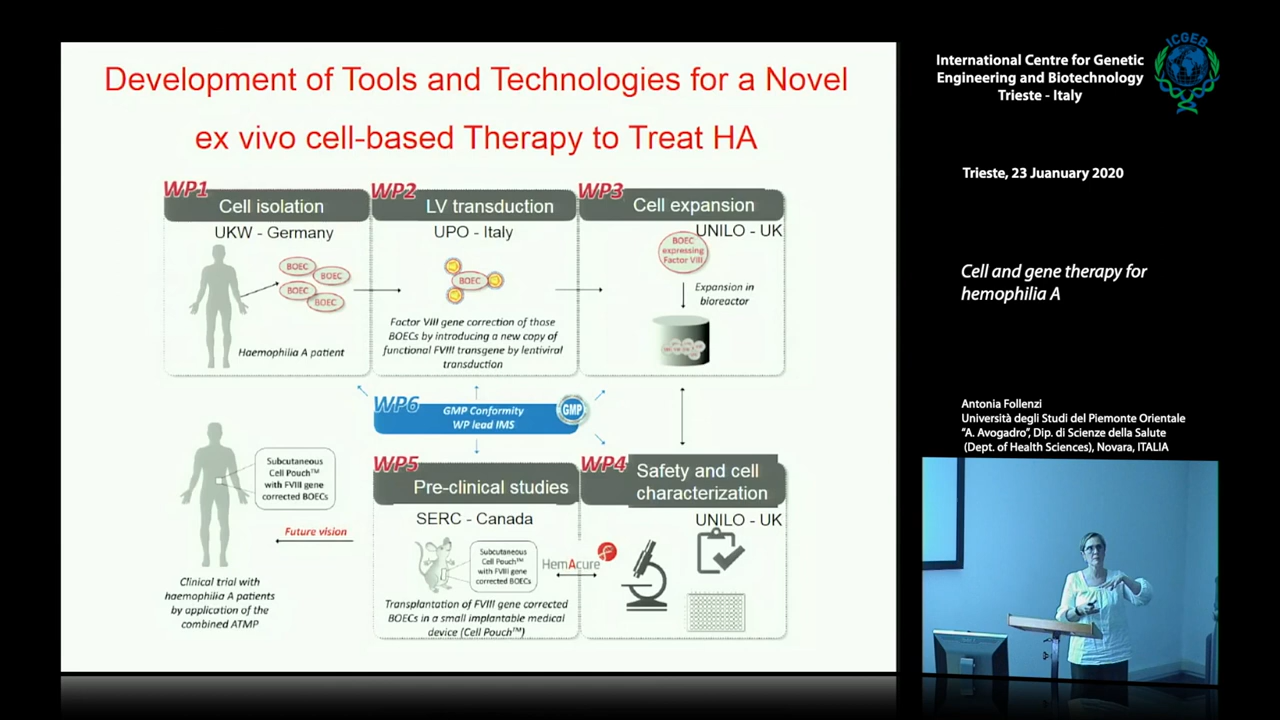 Development of Tools and Technologies for a Novel
ex vivo cell-based Therapy to Treat HA
WP1
Cell isolation
UKW - Germany
BOEC
BOEC
BOEC
BOEC
Haemophilia A patient
WP2
LV transduction
UPO - Italy
BOEC
Factor VIII gene correction of those
BOECs by introducing a new copy of
functional FVIII transgene by lentiviral
transduction
WP3
Cell expansion
UNILO - UK
BOEC
expressing
Factor VIII
Expansion in
bioreactor
WP6
GMP Conformity
WP lead IMS
GMP
Subcutaneous
Cell Pouch™
with FVIII gene
corrected BOECs
Future vision
Clinical trial with
haemophilia A patients
by application of the
combined ATMP
WP5
Pre-clinical studies
SERC - Canada
Subcutaneous
Cell Pouch™
with FVIII gene
corrected BOECs
Transplantation of FVIII gene corrected
BOECs in a small implantable medical
device (Cell Pouch™)
HemAcure
WP4
Safety and cell
characterization
UNILO - UK
International Centre for Genetic
Engineering and Biotechnology
Trieste - Italy
ICGEB
Trieste, 23 Juanuary 2020
Cell and gene therapy for
hemophilia A
Antonia Follenzi
Università degli Studi del Piemonte Orientale
“A. Avogadro”, Dip. di Scienze della Salute
(Dept. of Health Sciences), Novara, ITALIA